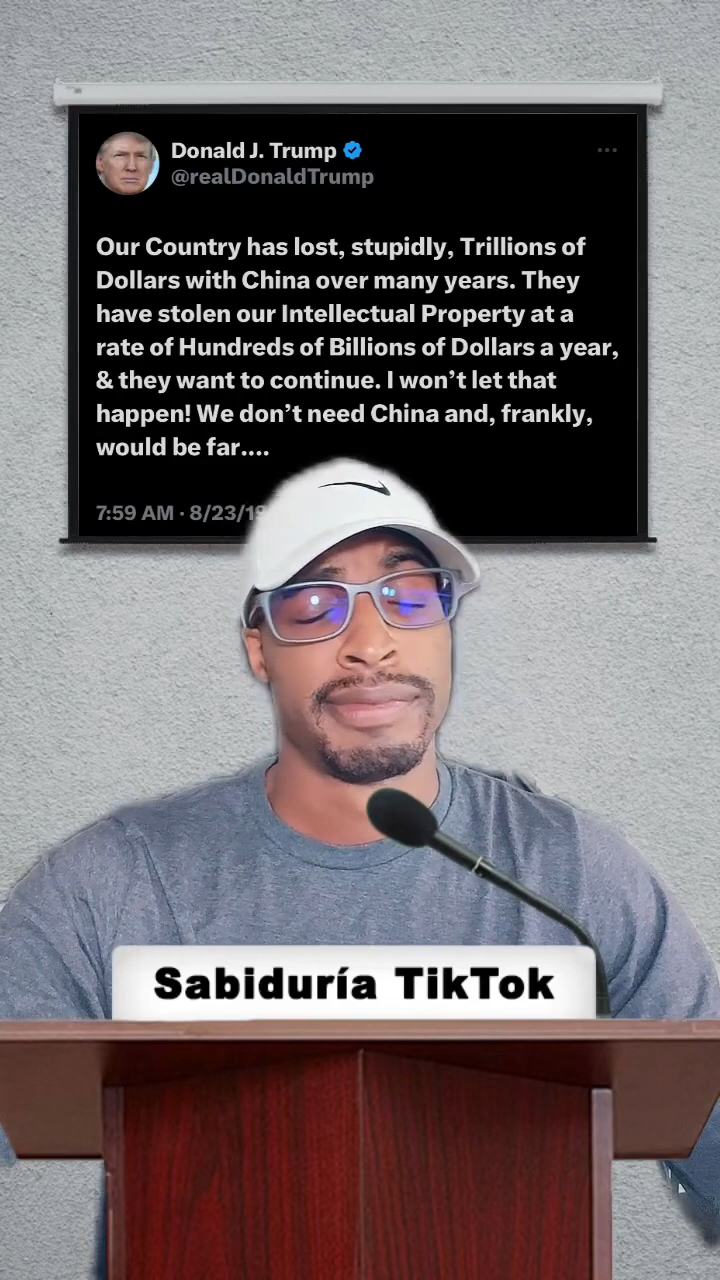 Donald J. Trump
@realDonaldTrump
Our Country has lost, stupidly, Trillions of
Dollars with China over many years. They
have stolen our Intellectual Property at a
rate of Hundreds of Billions of Dollars a year,
& they want to continue. I won’t let that
happen! We don’t need China and, frankly,
would be far....
7:59 AM · 8/23/19
Sabiduría TikTok